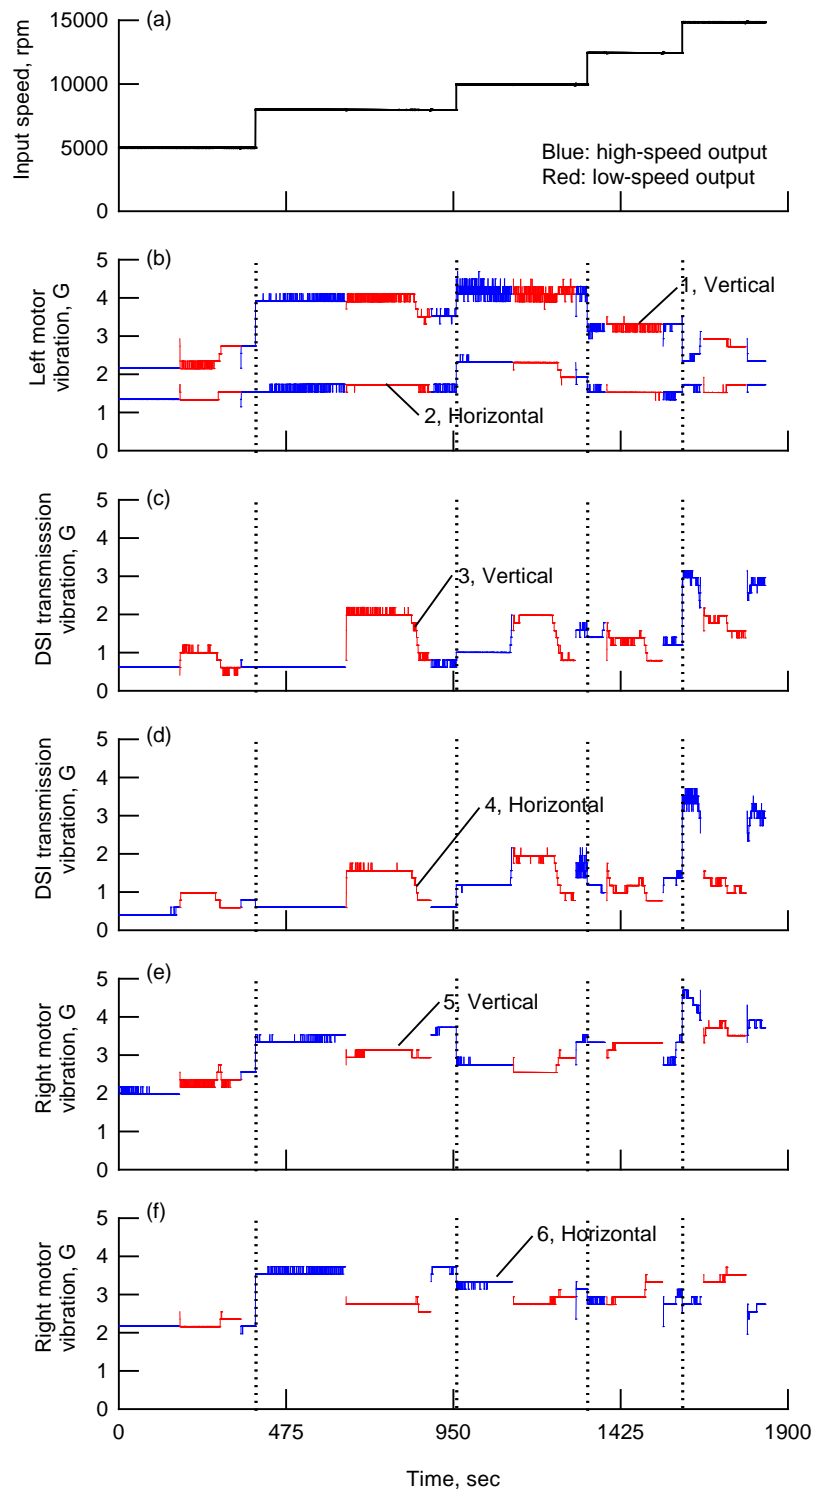 (a)
Input speed, rpm
15000
10000
5000
0
Blue: high-speed output
Red: low-speed output
(b)
Left motor
vibration, G
5
4
3
2
1
0
1, Vertical
2, Horizontal
(c)
DSI transmisssion
vibration, G
5
4
3
2
1
0
3, Vertical
(d)
DSI transmission
vibration, G
5
4
3
2
1
0
4, Horizontal
(e)
Right motor
vibration, G
5
4
3
2
1
0
5, Vertical
(f)
Right motor
vibration, G
5
4
3
2
1
0
6, Horizontal
0
475
950
1425
1900
Time, sec